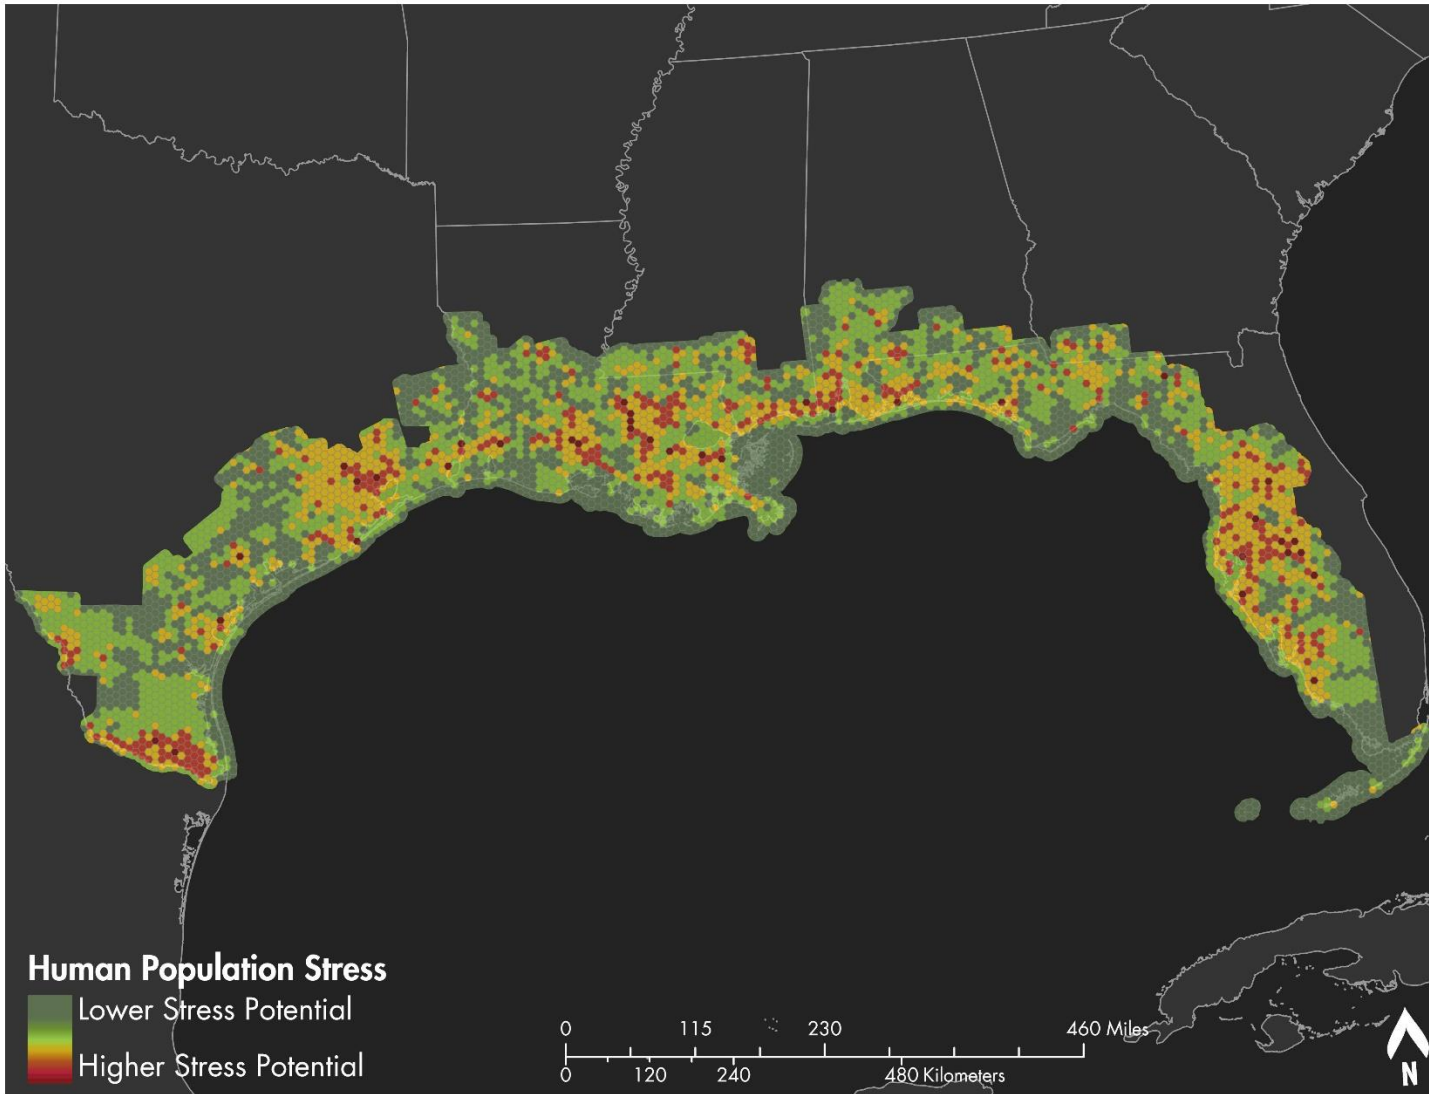 Human Population Stress
Lower Stress Potential
Higher Stress Potential
0 115 230 460 Miles
0 120 240 480 Kilometers
N